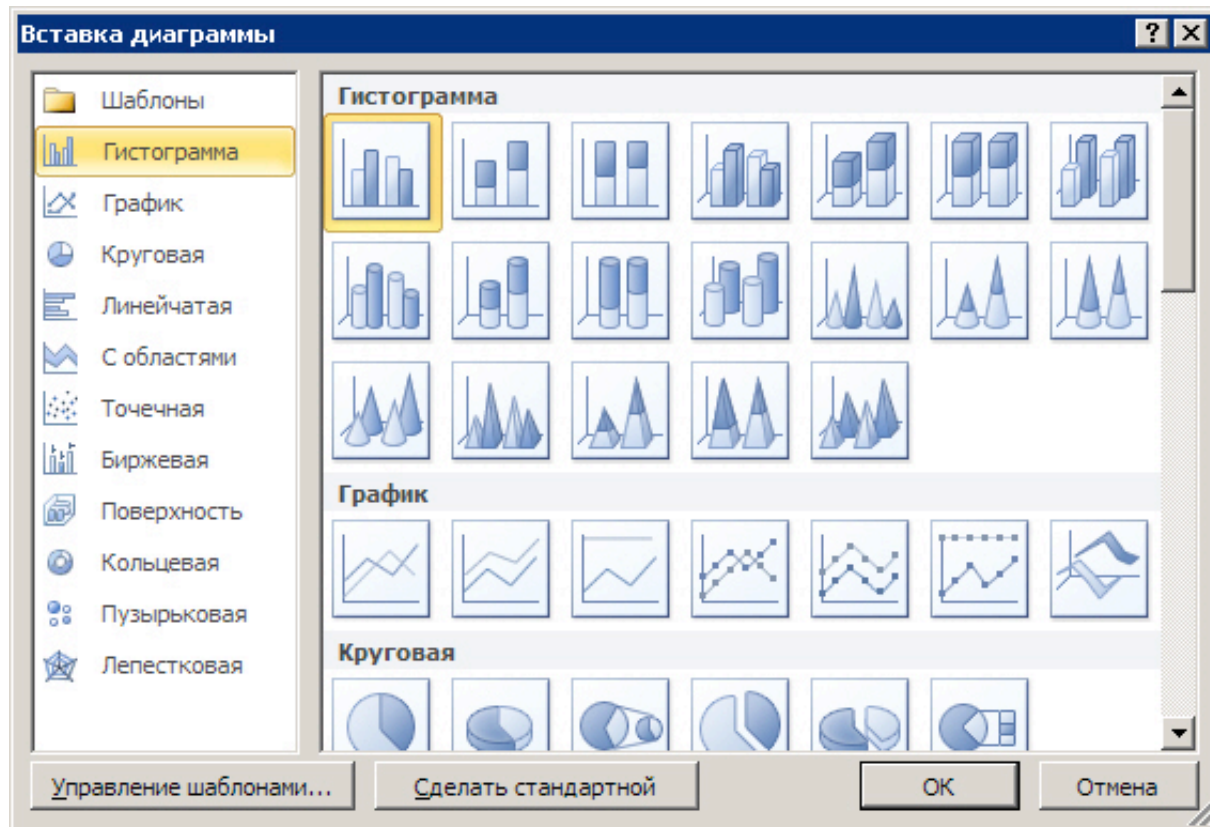 Вставка диаграммы
Шаблоны
Гистограмма
График
Круговая
Линейчатая
С областями
Точечная
Биржевая
Поверхность
Кольцевая
Пузырьковая
Лепестковая
Гистограмма
График
Круговая
Управление шаблонами...
Сделать стандартной
ОК
Отмена